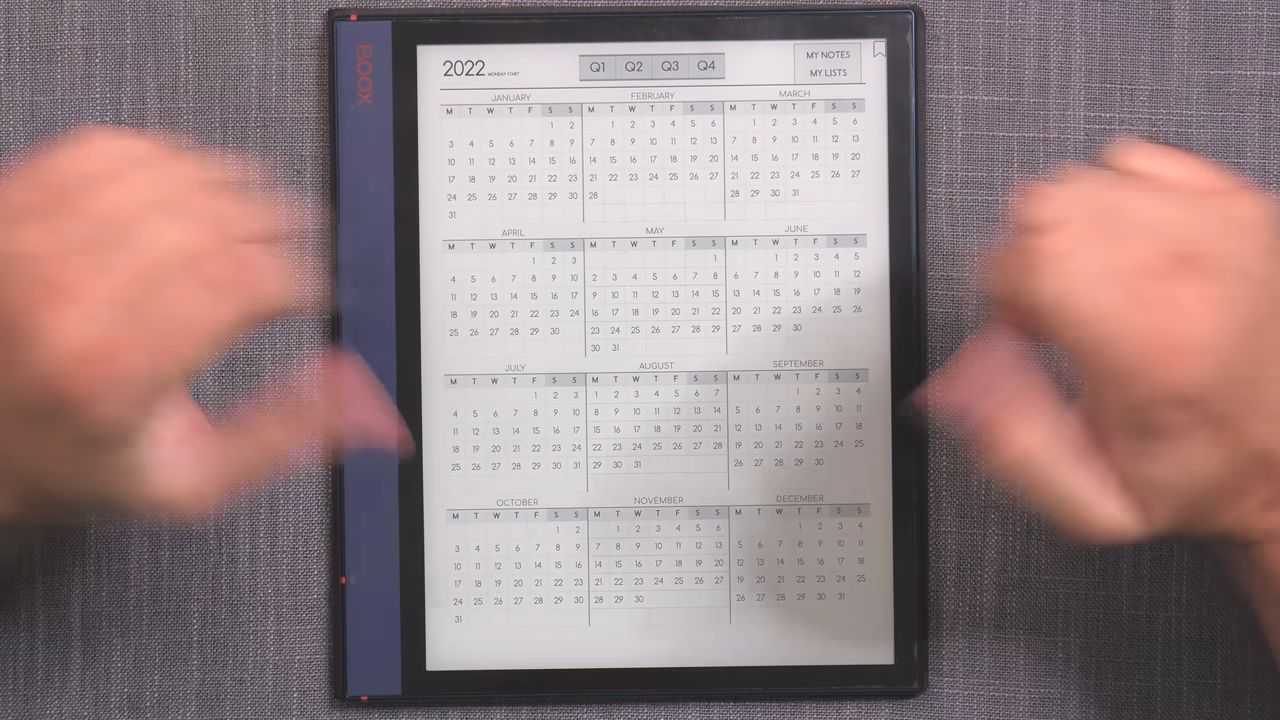 BOOX
2022 MONDAY START
Q1 Q2 Q3 Q4
MY NOTES
MY LISTS
JANUARY FEBRUARY MARCH
M T W T F S S M T W T F S S M T W T F S S
1 2 1 2 3 4 5 6 1 2 3 4 5 6
3 4 5 6 7 8 9 7 8 9 10 11 12 13 7 8 9 10 11 12 13
10 11 12 13 14 15 16 14 15 16 17 18 19 20 14 15 16 17 18 19 20
17 18 19 20 21 22 23 21 22 23 24 25 26 27 21 22 23 24 25 26 27
24 25 26 27 28 29 30 28 28 29 30 31
31
APRIL MAY JUNE
M T W T F S S M T W T F S S M T W T F S S
1 2 3 1 1 2 3 4 5
4 5 6 7 8 9 10 2 3 4 5 6 7 8 6 7 8 9 10 11 12
11 12 13 14 15 16 17 9 10 11 12 13 14 15 13 14 15 16 17 18 19
18 19 20 21 22 23 24 16 17 18 19 20 21 22 20 21 22 23 24 25 26
25 26 27 28 29 30 23 24 25 26 27 28 29 27 28 29 30
30 31
JULY AUGUST SEPTEMBER
M T W T F S S M T W T F S S M T W T F S S
1 2 3 1 2 3 4 5 6 7 1 2 3 4
4 5 6 7 8 9 10 8 9 10 11 12 13 14 5 6 7 8 9 10 11
11 12 13 14 15 16 17 15 16 17 18 19 20 21 12 13 14 15 16 17 18
18 19 20 21 22 23 24 22 23 24 25 26 27 28 19 20 21 22 23 24 25
25 26 27 28 29 30 31 29 30 31 26 27 28 29 30
OCTOBER NOVEMBER DECEMBER
M T W T F S S M T W T F S S M T W T F S S
1 2 1 2 3 4 5 6 1 2 3 4
3 4 5 6 7 8 9 7 8 9 10 11 12 13 5 6 7 8 9 10 11
10 11 12 13 14 15 16 14 15 16 17 18 19 20 12 13 14 15 16 17 18
17 18 19 20 21 22 23 21 22 23 24 25 26 27 19 20 21 22 23 24 25
24 25 26 27 28 29 30 28 29 30 26 27 28 29 30 31
31